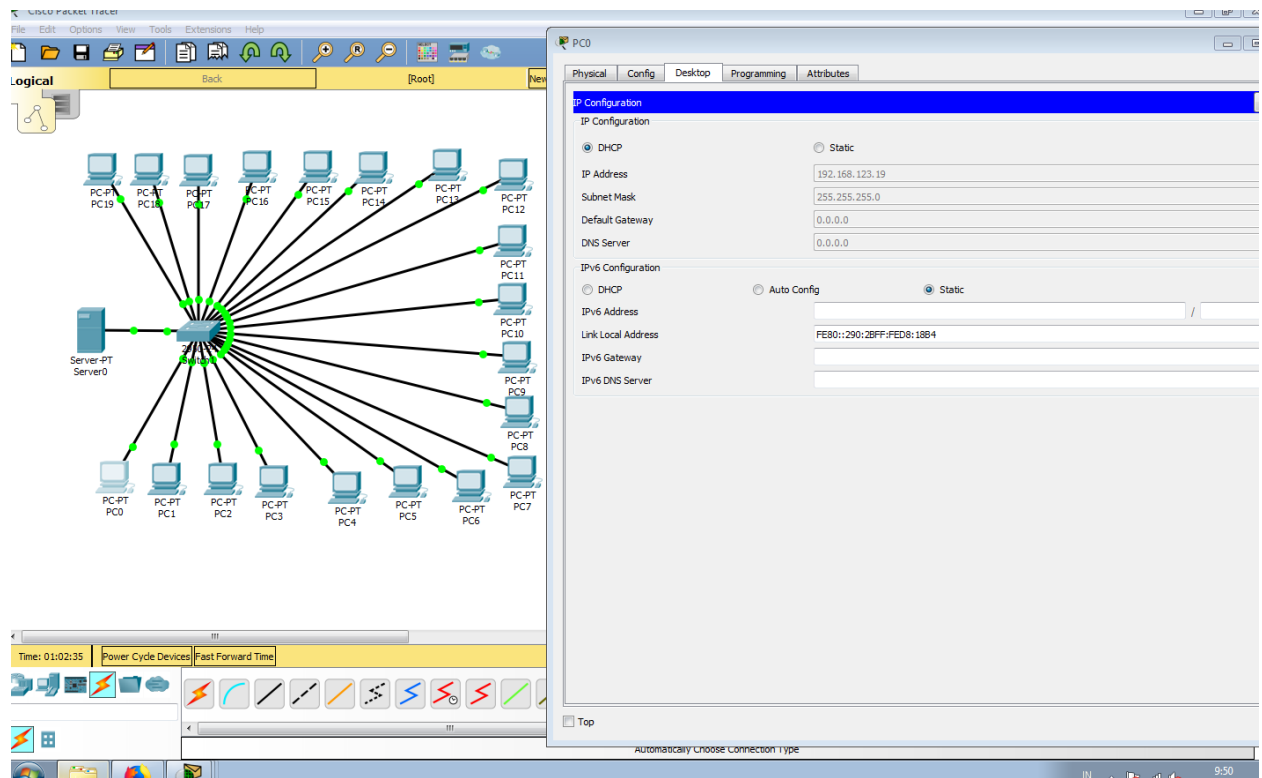 Cisco Packet Tracer
File Edit Options View Tools Extensions Help
Logical
Back
[Root]
New
PC-PT
PC19
PC-PT
PC18
PC-PT
PC17
PC-PT
PC16
PC-PT
PC15
PC-PT
PC14
PC-PT
PC13
PC-PT
PC12
PC-PT
PC11
PC-PT
PC10
PC-PT
PC9
PC-PT
PC8
PC-PT
PC7
Server-PT
Server0
PC-PT
PC0
PC-PT
PC1
PC-PT
PC2
PC-PT
PC3
PC-PT
PC4
PC-PT
PC5
PC-PT
PC6
Time: 01:02:35
Power Cycle Devices
Fast Forward Time
PC0
Physical Config Desktop Programming Attributes
IP Configuration
IP Configuration
DHCP Static
IP Address 192.168.123.19
Subnet Mask 255.255.255.0
Default Gateway 0.0.0.0
DNS Server 0.0.0.0
IPv6 Configuration
DHCP Auto Config Static
IPv6 Address /
Link Local Address FE80::290:2BFF:FED8:18B4
IPv6 Gateway
IPv6 DNS Server
Top
Automatically Choose Connection Type
IN
9:50